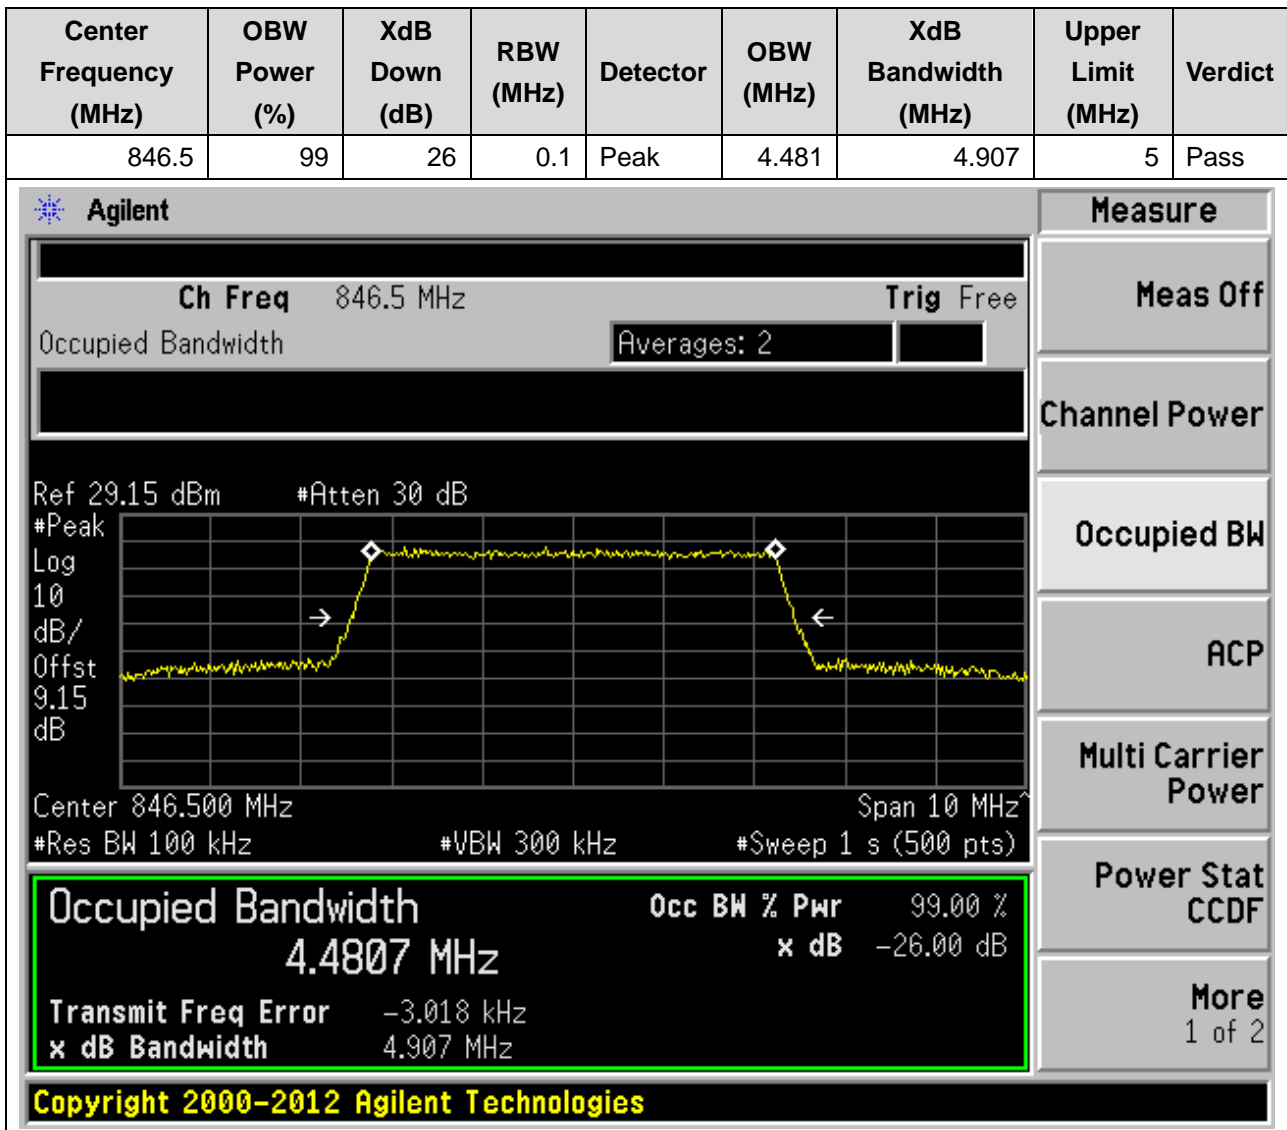 Center Frequency (MHz) OBW Power (%) XdB Down (dB) RBW (MHz) Detector OBW (MHz) XdB Bandwidth (MHz) Upper Limit (MHz) Verdict
846.5 99 26 0.1 Peak 4.481 4.907 5 Pass
Agilent
Measure
Ch Freq 846.5 MHz Trig Free
Meas Off
Occupied Bandwidth Averages: 2
Channel Power
Ref 29.15 dBm #Atten 30 dB
#Peak
Log
10
dB/
Offst
9.15
dB
Occupied BW
ACP
Multi Carrier
Power
Center 846.500 MHz Span 10 MHz^
#Res BW 100 kHz #VBW 300 kHz #Sweep 1 s (500 pts)
Power Stat
CCDF
Occupied Bandwidth Occ BW % Pwr 99.00 %
4.4807 MHz x dB -26.00 dB
Transmit Freq Error -3.018 kHz
x dB Bandwidth 4.907 MHz
More
1 of 2
Copyright 2000-2012 Agilent Technologies